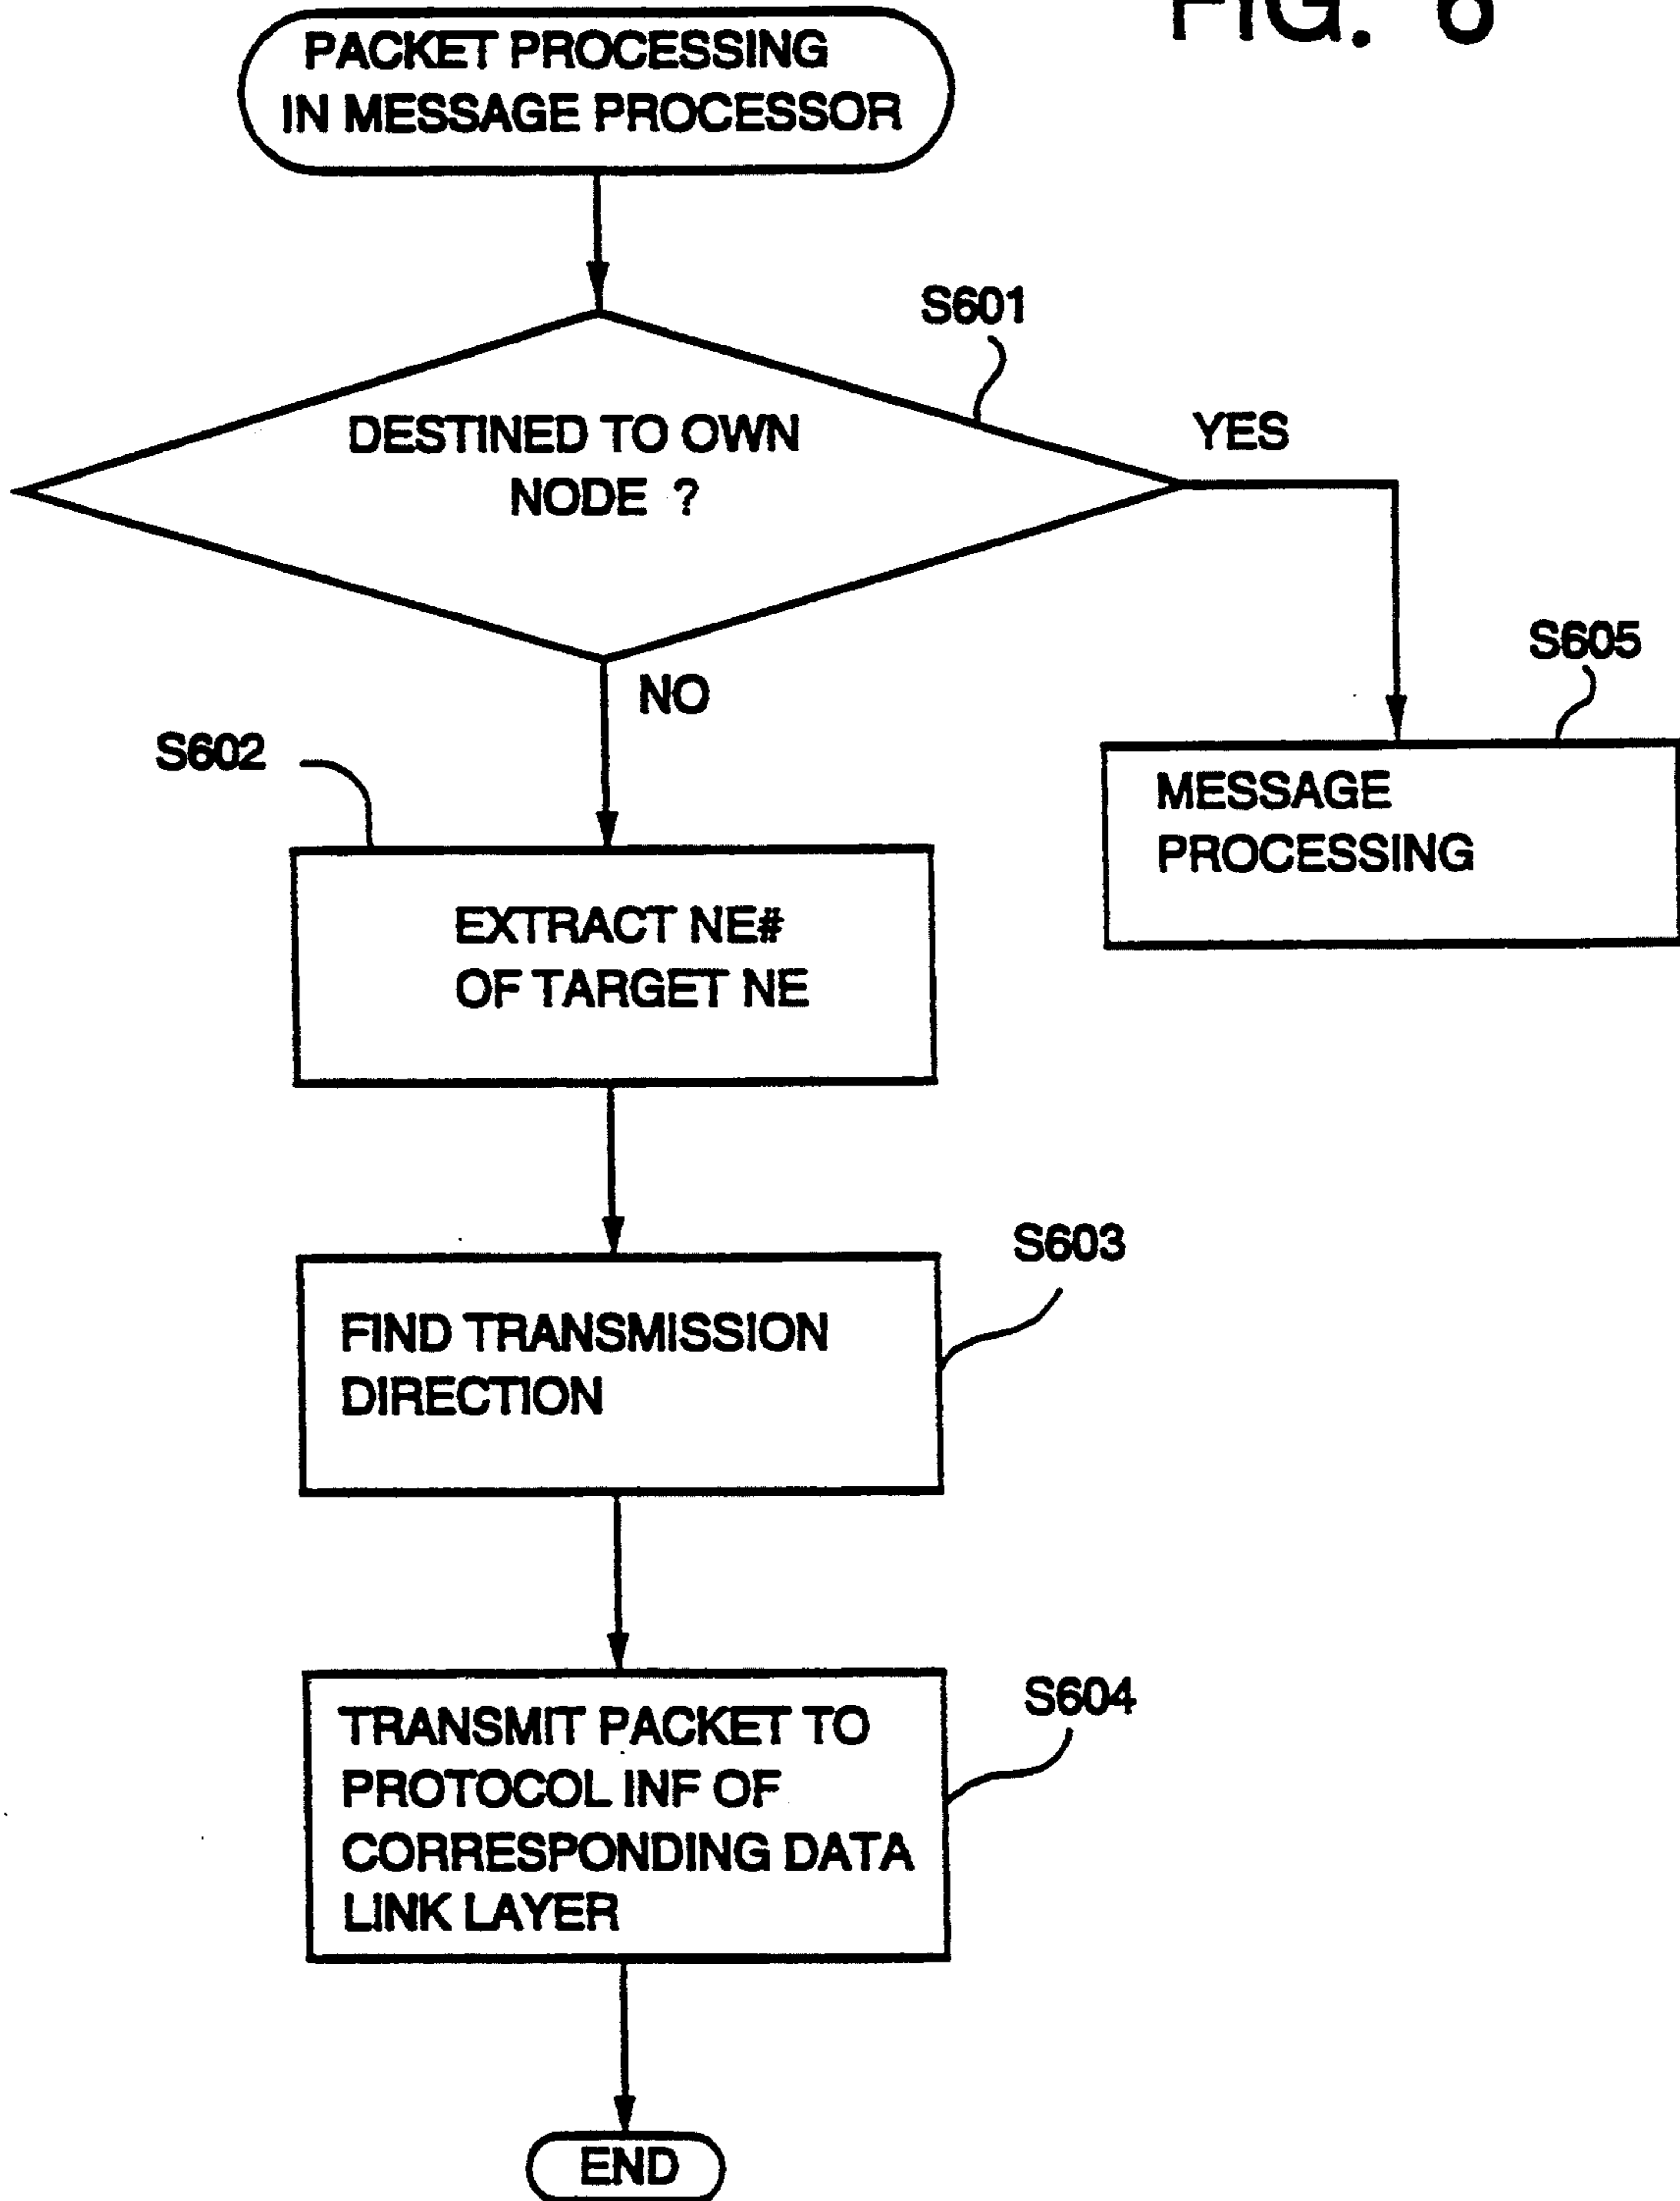 FIG. 6
PACKET PROCESSING
IN MESSAGE PROCESSOR
S601
DESTINED TO OWN
NODE ?
YES
NO
S605
MESSAGE
PROCESSING
S602
EXTRACT NE#
OF TARGET NE
S603
FIND TRANSMISSION
DIRECTION
S604
TRANSMIT PACKET TO
PROTOCOL INF OF
CORRESPONDING DATA
LINK LAYER
END